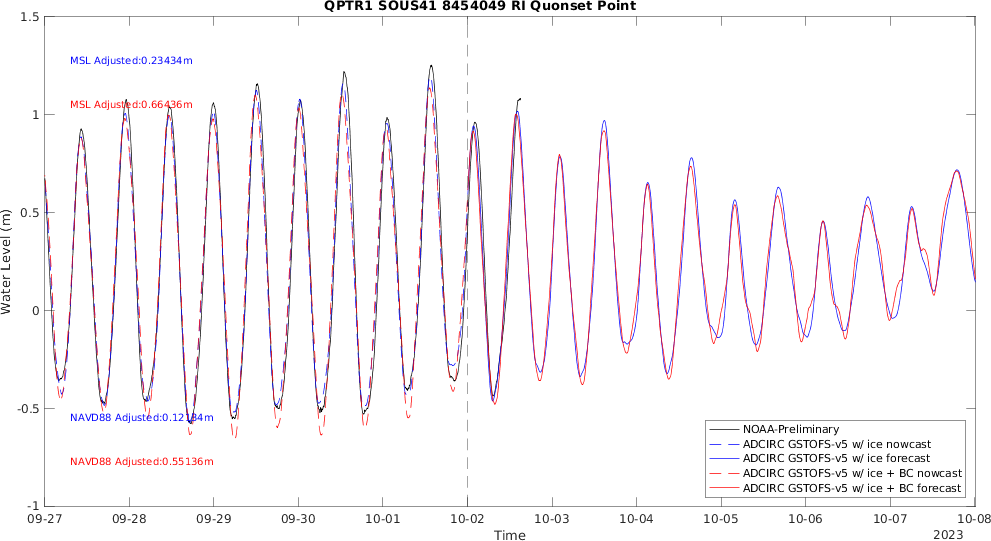 QPTR1 SOUS41 8454049 RI Quonset Point
1.5
1
0.5
0
-0.5
-1
Water Level (m)
MSL Adjusted:0.23434m
MSL Adjusted:0.66436m
NAVD88 Adjusted:0.12134m
NAVD88 Adjusted:0.55136m
NOAA-Preliminary
ADCIRC GSTOFS-v5 w/ ice nowcast
ADCIRC GSTOFS-v5 w/ ice forecast
ADCIRC GSTOFS-v5 w/ ice + BC nowcast
ADCIRC GSTOFS-v5 w/ ice + BC forecast
09-27 09-28 09-29 09-30 10-01 10-02 10-03 10-04 10-05 10-06 10-07 10-08
Time
2023